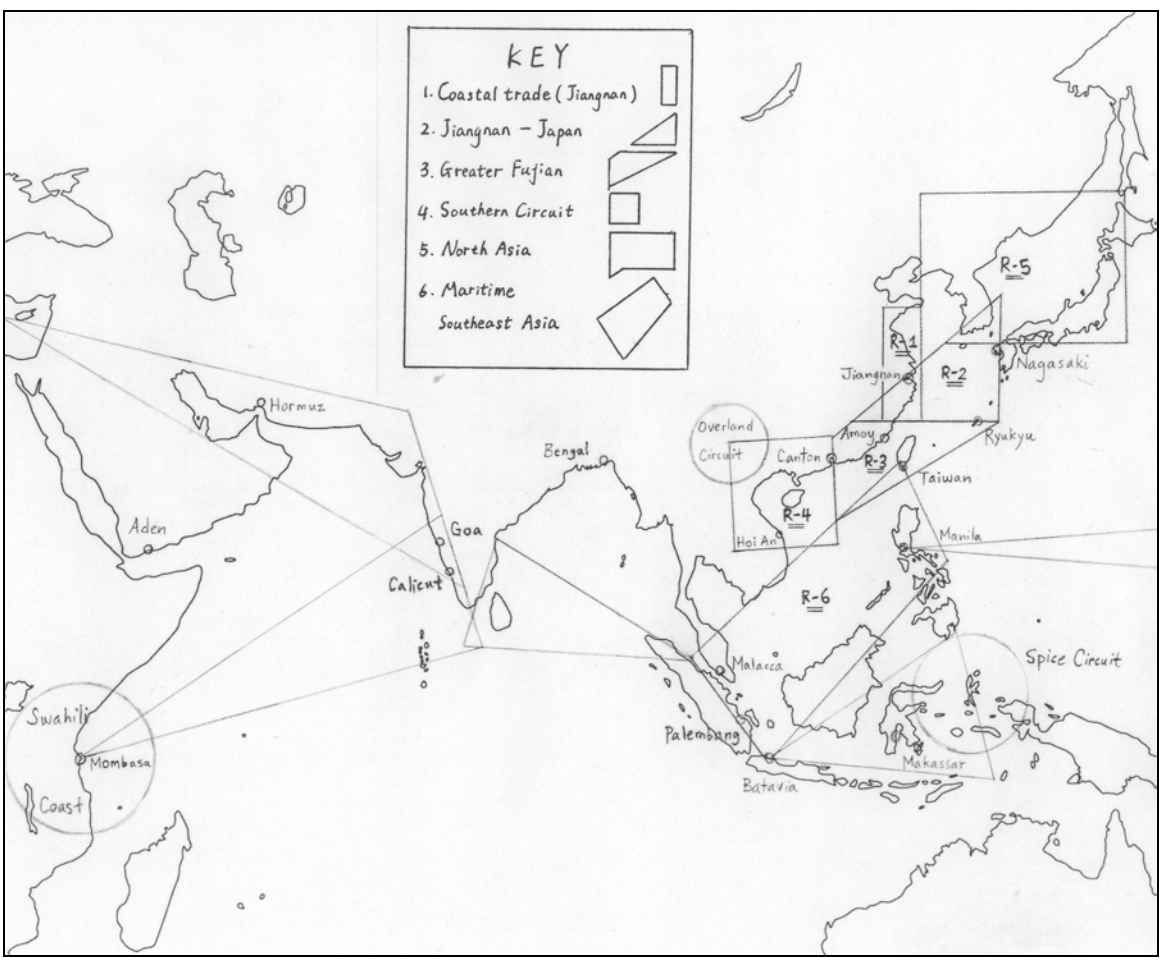 KEY
1. Coastal trade (Jiangnan)
2. Jiangnan - Japan
3. Greater Fujian
4. Southern Circuit
5. North Asia
6. Maritime
Southeast Asia
R-5
R-1
Jiangnan
R-2
Nagasaki
Hormuz
Overland
Circuit
Amoy
Ryukyu
Bengal
Canton
R-3
Taiwan
Aden
Goa
R-4
Hoi An
Manila
Calicut
R-6
Malacca
Spice Circuit
Swahili
Palembang
Mombasa
Makassar
Batavia
Coast